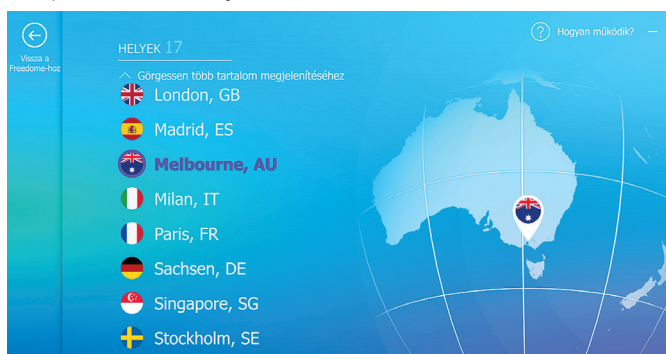 Vissza a
Freedome-hoz
HELYEK 17
Hogyan működik?
Görgessen több tartalom megjelenítéséhez
London, GB
Madrid, ES
Melbourne, AU
Milan, IT
Paris, FR
Sachsen, DE
Singapore, SG
Stockholm, SE